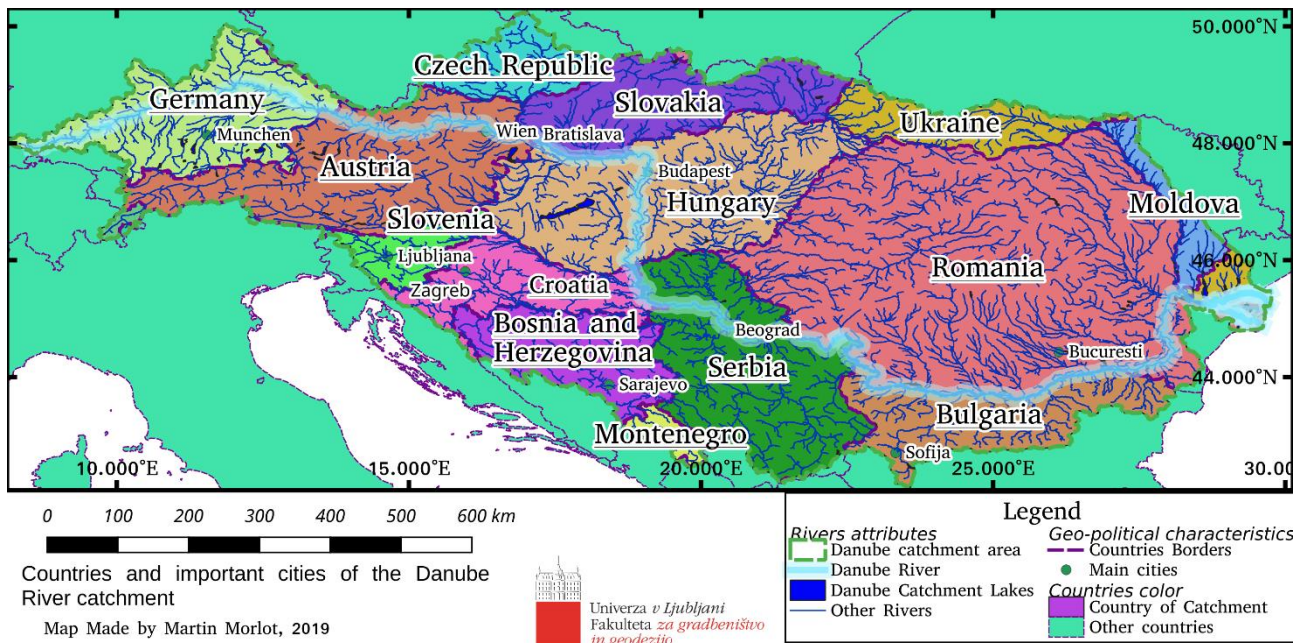 50.000°N
Czech Republic
Germany
Slovakia
Ukraine
Munchen
Wien
Bratislava
48.000°N
Austria
Budapest
Hungary
Moldova
Slovenia
Ljubljana
46.000°N
Romania
Zagreb
Croatia
Bosnia and
Herzegovina
Beograd
Bucuresti
Serbia
Sarajevo
44.000°N
Bulgaria
Montenegro
Sofija
10.000°E
15.000°E
20.000°E
25.000°E
30.00
0 100 200 300 400 500 600 km
Countries and important cities of the Danube
River catchment
Map Made by Martin Morlot, 2019
Univerza v Ljubljani
Fakulteta za gradbeništvo
in geodezijo
Legend
Rivers attributes
Danube catchment area
Danube River
Danube Catchment Lakes
Other Rivers
Geo-political characteristics
Countries Borders
Main cities
Countries color
Country of Catchment
Other countries